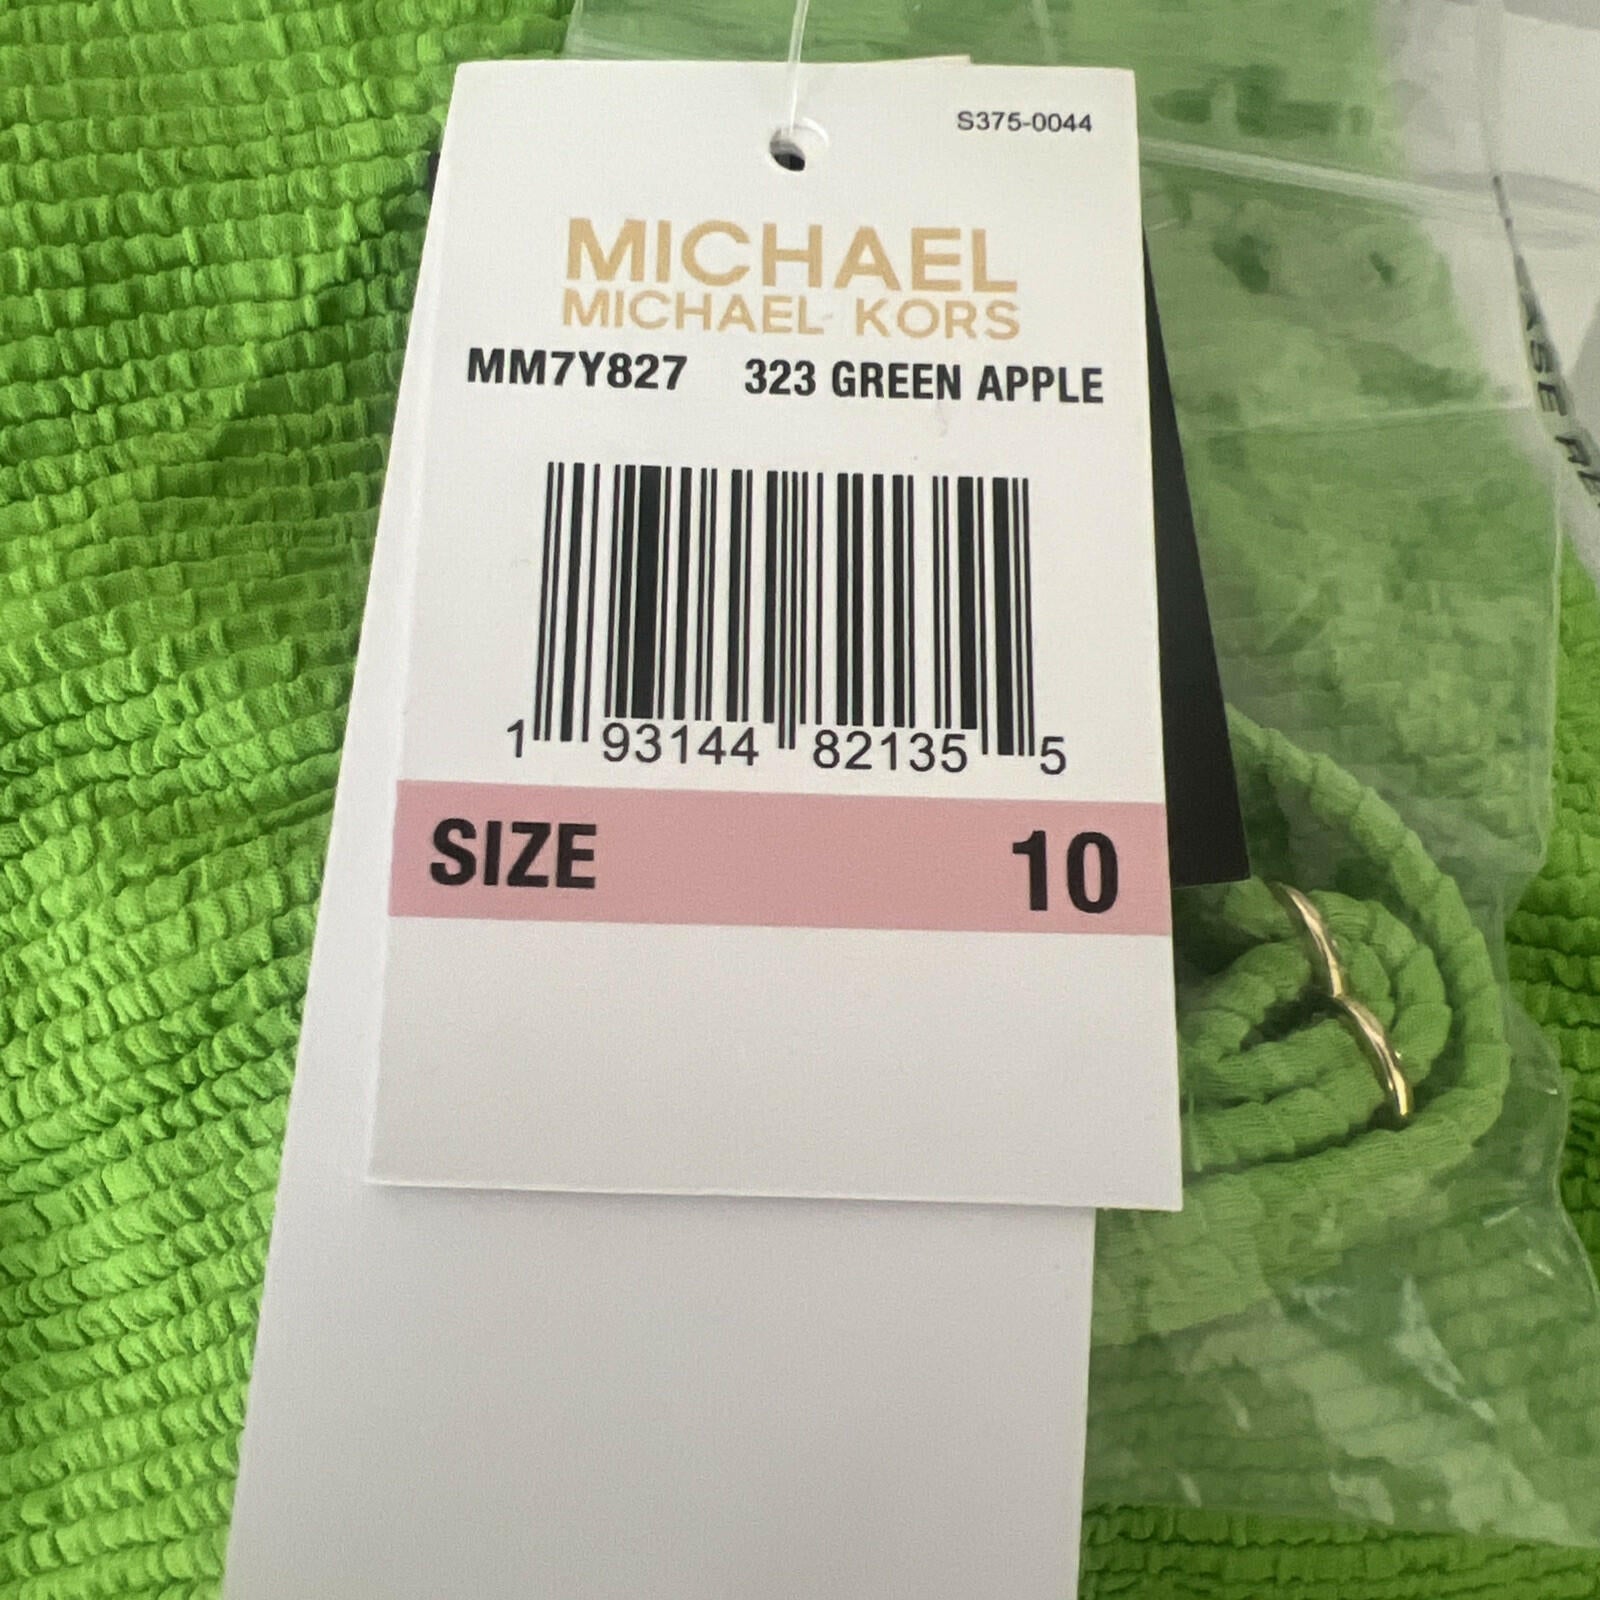 S375-0044
MICHAEL
MICHAEL KORS
MM7Y827 323 GREEN APPLE
1 93144 82135 5
SIZE 10